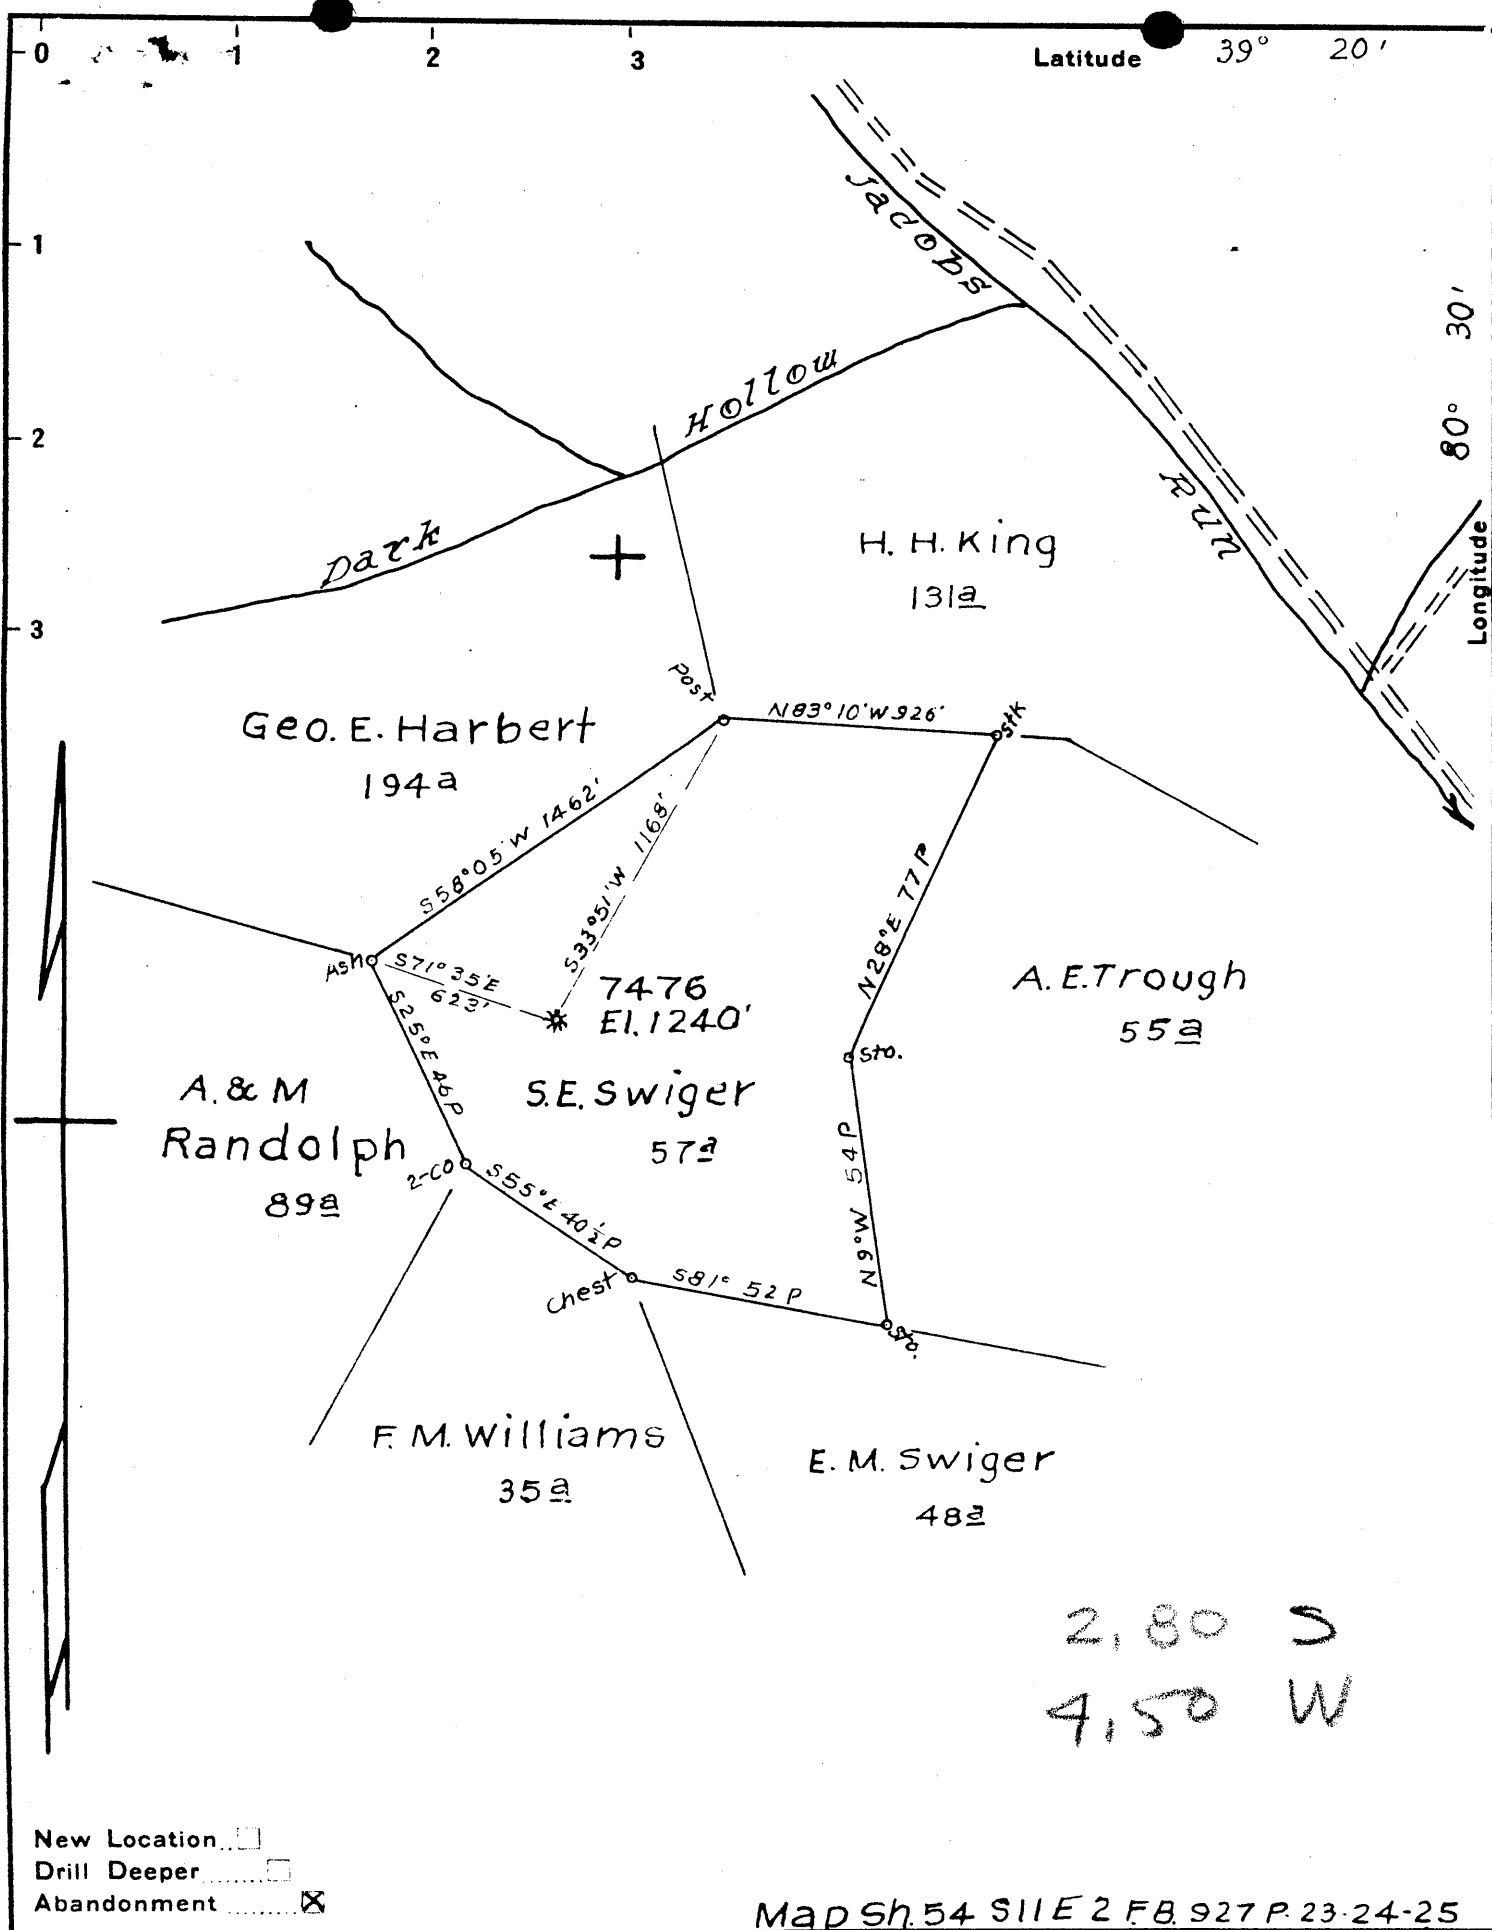 0 1 2 3
Latitude 39° 20'
1
2
3
Jacobs
Run
80° 30'
Longitude
Dark Hollow
H. H. King
131a
Post
N83°10'W 926'
Stk
Geo. E. Harbert
194a
S58°05'W 1462'
S33°51'W 1168'
N28°E 77P
Ash
S71°35'E
623'
7476
El. 1240'
A. E. Trough
55a
Sto.
S25°E 46P
A. & M
Randolph
89a
S.E. Swiger
57a
N9°W 54P
2-CO
S55°E 40½P
Chest
S81° 52P
Sto.
F. M. Williams
35a
E. M. Swiger
48a
2,80 S
4,50 W
New Location
Drill Deeper
Abandonment X
Map Sh. 54 S11E2 F.B. 927 P. 23-24-25